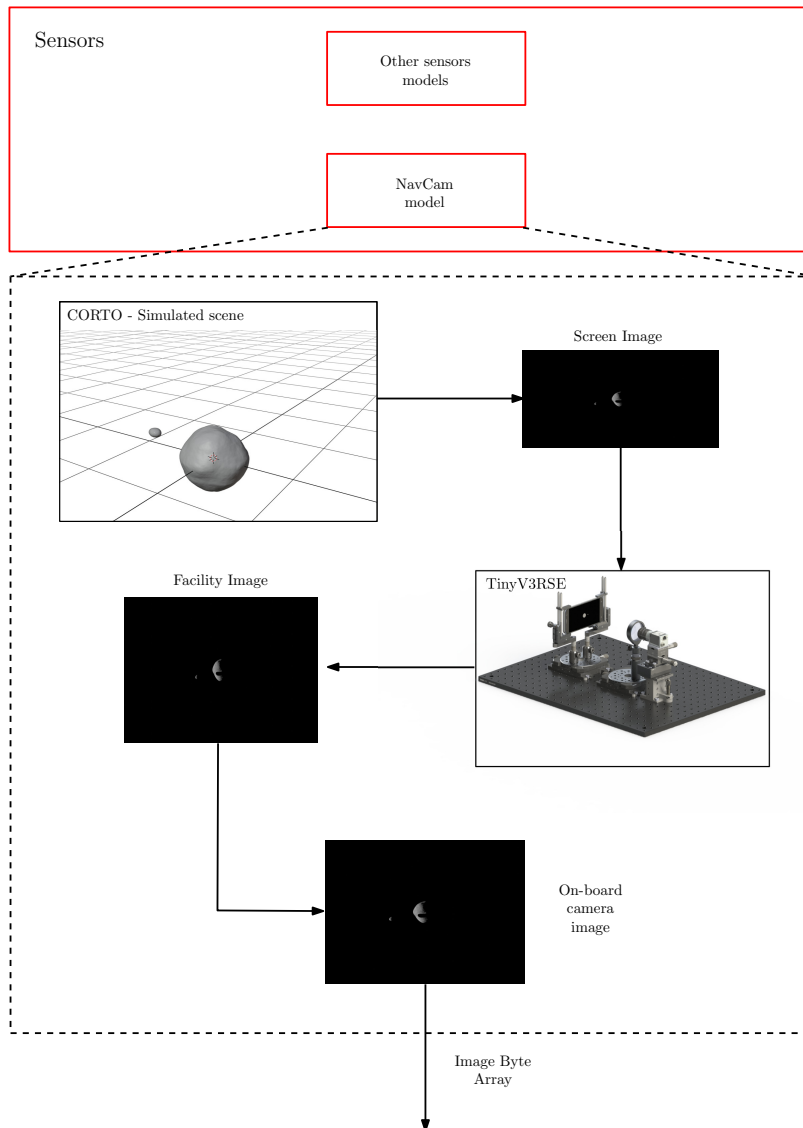 Sensors
Other sensors
models
NavCam
model
CORTO - Simulated scene
Screen Image
TinyV3RSE
Facility Image
On-board
camera
image
Image Byte
Array